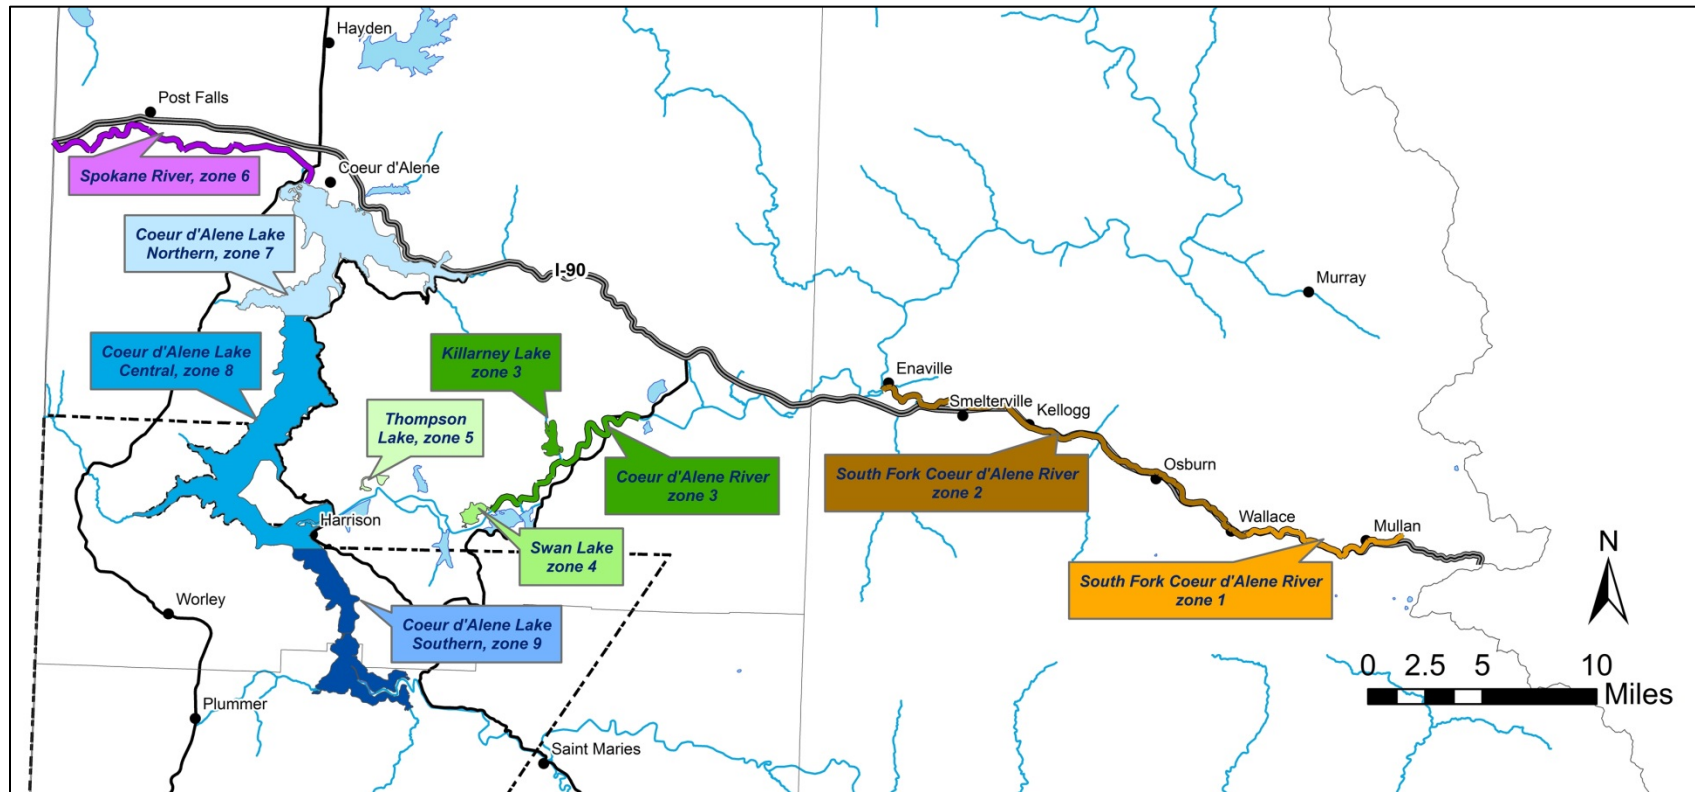 Hayden
Post Falls
Spokane River, zone 6
Coeur d'Alene
Coeur d'Alene Lake
Northern, zone 7
I-90
Murray
Coeur d'Alene Lake
Central, zone 8
Killarney Lake
zone 3
Enaville
Smelterville
Kellogg
Thompson
Lake, zone 5
Coeur d'Alene River
zone 3
South Fork Coeur d'Alene River
zone 2
Osburn
Harrison
Wallace
Mullan
Swan Lake
zone 4
South Fork Coeur d'Alene River
zone 1
N
Worley
Coeur d'Alene Lake
Southern, zone 9
0 2.5 5 10
Miles
Plummer
Saint Maries